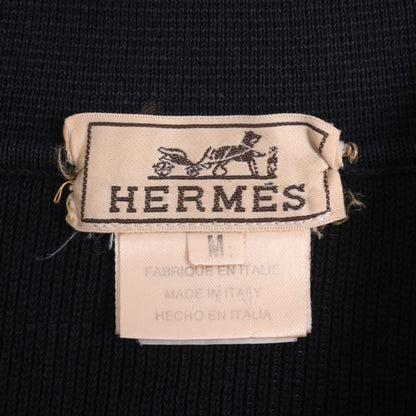 HERMÈS
M
FABRIQUE EN ITALIE
MADE IN ITALY
HECHO EN ITALIA